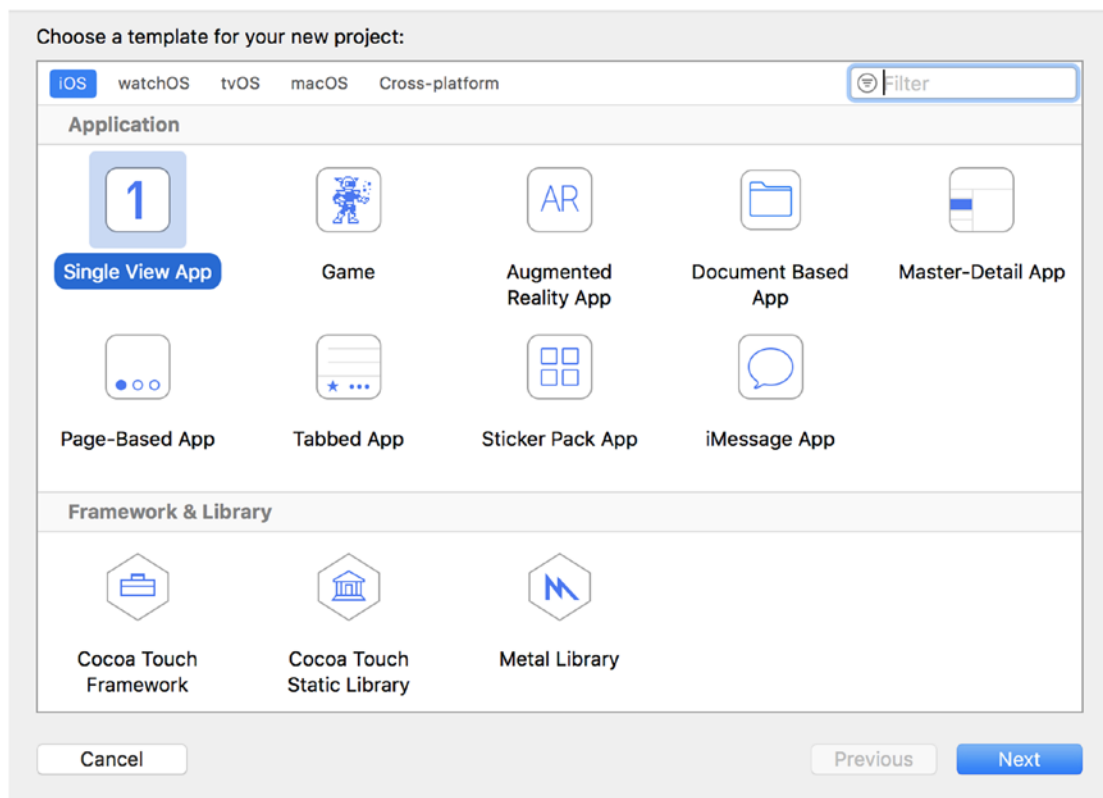 Choose a template for your new project:
iOS watchOS tvOS macOS Cross-platform Filter
Application
1 AR
Single View App Game Augmented Reality App Document Based App Master-Detail App
Page-Based App Tabbed App Sticker Pack App iMessage App
Framework & Library
Cocoa Touch Framework Cocoa Touch Static Library Metal Library
Cancel Previous Next